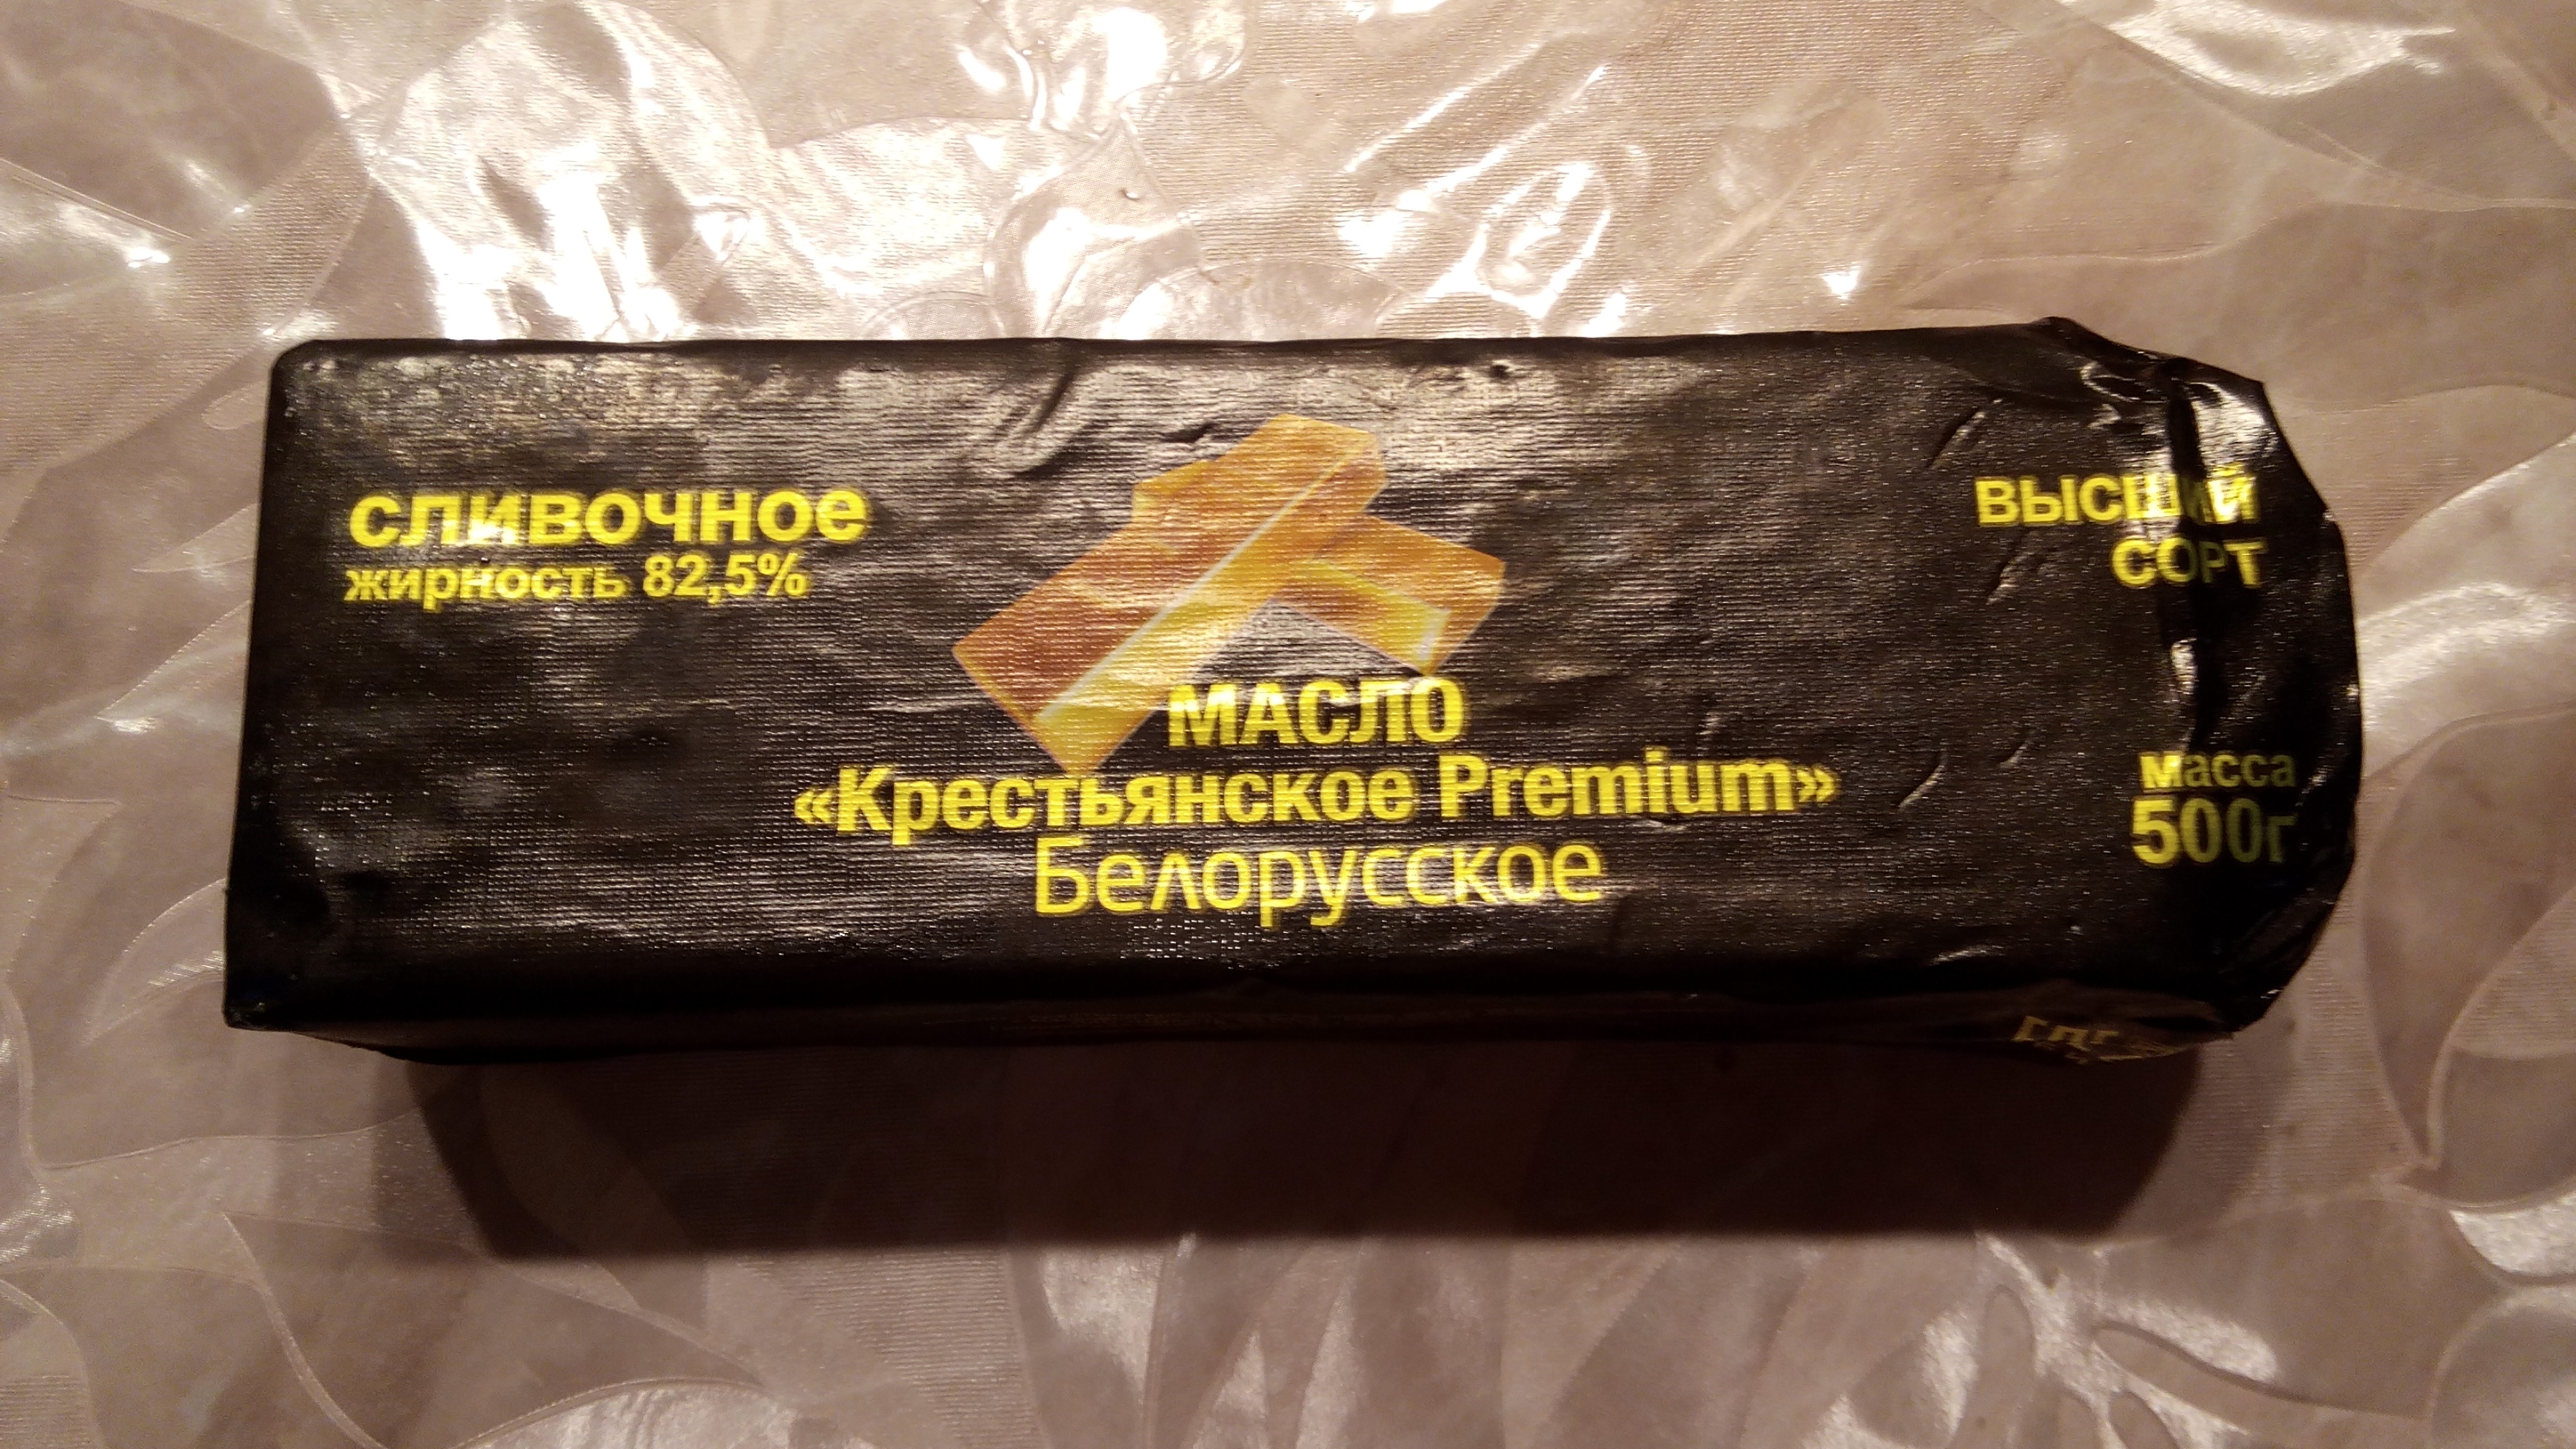 сливочное
жирность 82,5%
ВЫСШИЙ
СОРТ
МАСЛО
«Крестьянское Premium»
Белорусское
масса
500г